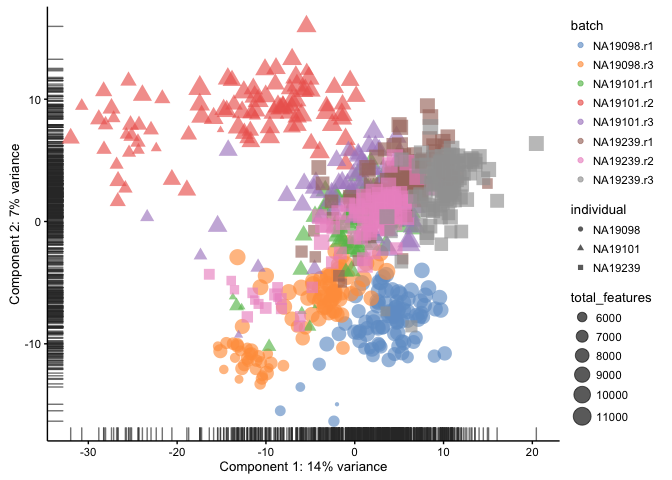 batch
NA19098.r1
NA19098.r3
NA19101.r1
NA19101.r2
NA19101.r3
NA19239.r1
NA19239.r2
NA19239.r3
individual
NA19098
NA19101
NA19239
total_features
6000
7000
8000
9000
10000
11000
Component 2: 7% variance
10
0
-10
-30
-20
-10
0
10
20
Component 1: 14% variance